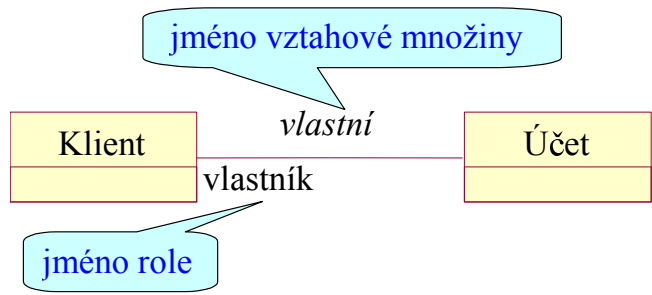 jméno vztahové množiny
vlastní
Klient
Účet
vlastník
jméno role